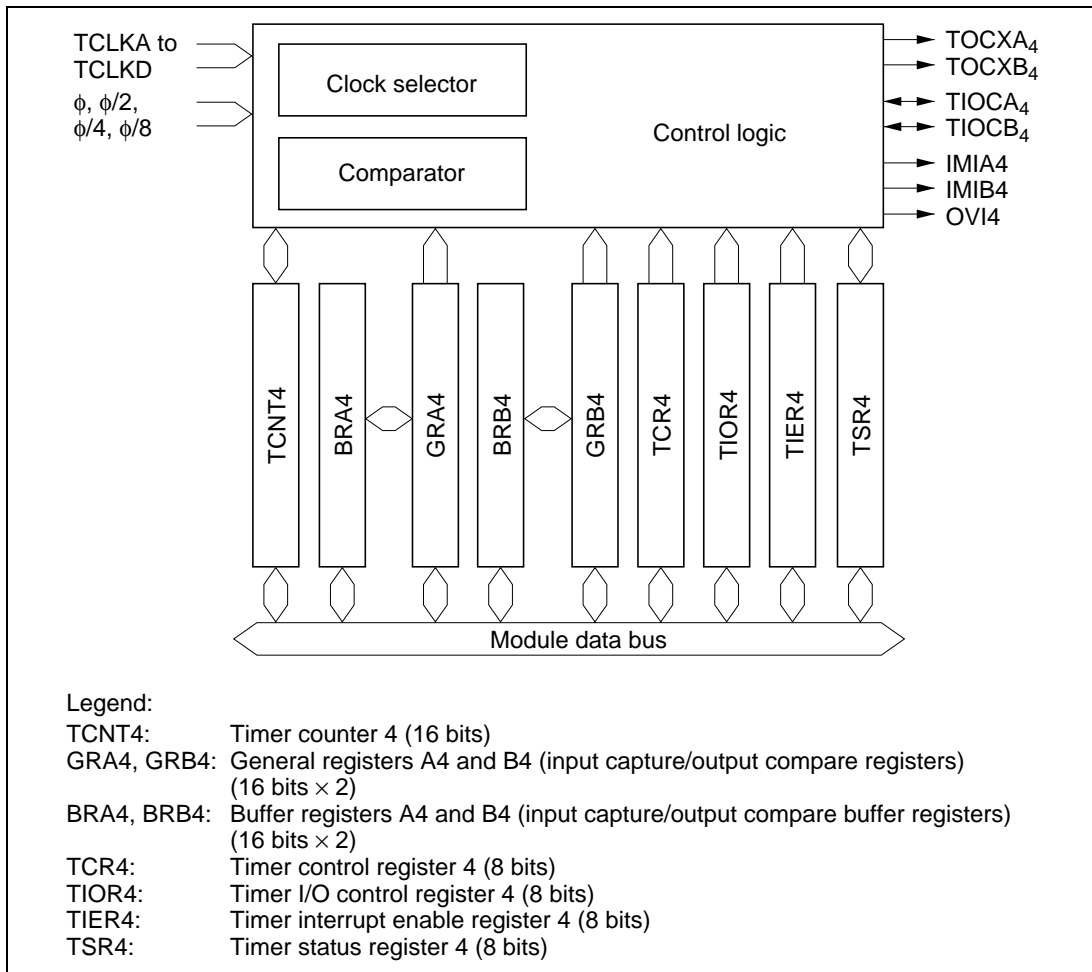 TCLKA to
TCLKD
ϕ, ϕ/2,
ϕ/4, ϕ/8
Clock selector
Comparator
Control logic
TOCXA4
TOCXB4
TIOCA4
TIOCB4
IMIA4
IMIB4
OVI4
TCNT4
BRA4
GRA4
BRB4
GRB4
TCR4
TIOR4
TIER4
TSR4
Module data bus
Legend:
TCNT4: Timer counter 4 (16 bits)
GRA4, GRB4: General registers A4 and B4 (input capture/output compare registers)
(16 bits × 2)
BRA4, BRB4: Buffer registers A4 and B4 (input capture/output compare buffer registers)
(16 bits × 2)
TCR4: Timer control register 4 (8 bits)
TIOR4: Timer I/O control register 4 (8 bits)
TIER4: Timer interrupt enable register 4 (8 bits)
TSR4: Timer status register 4 (8 bits)